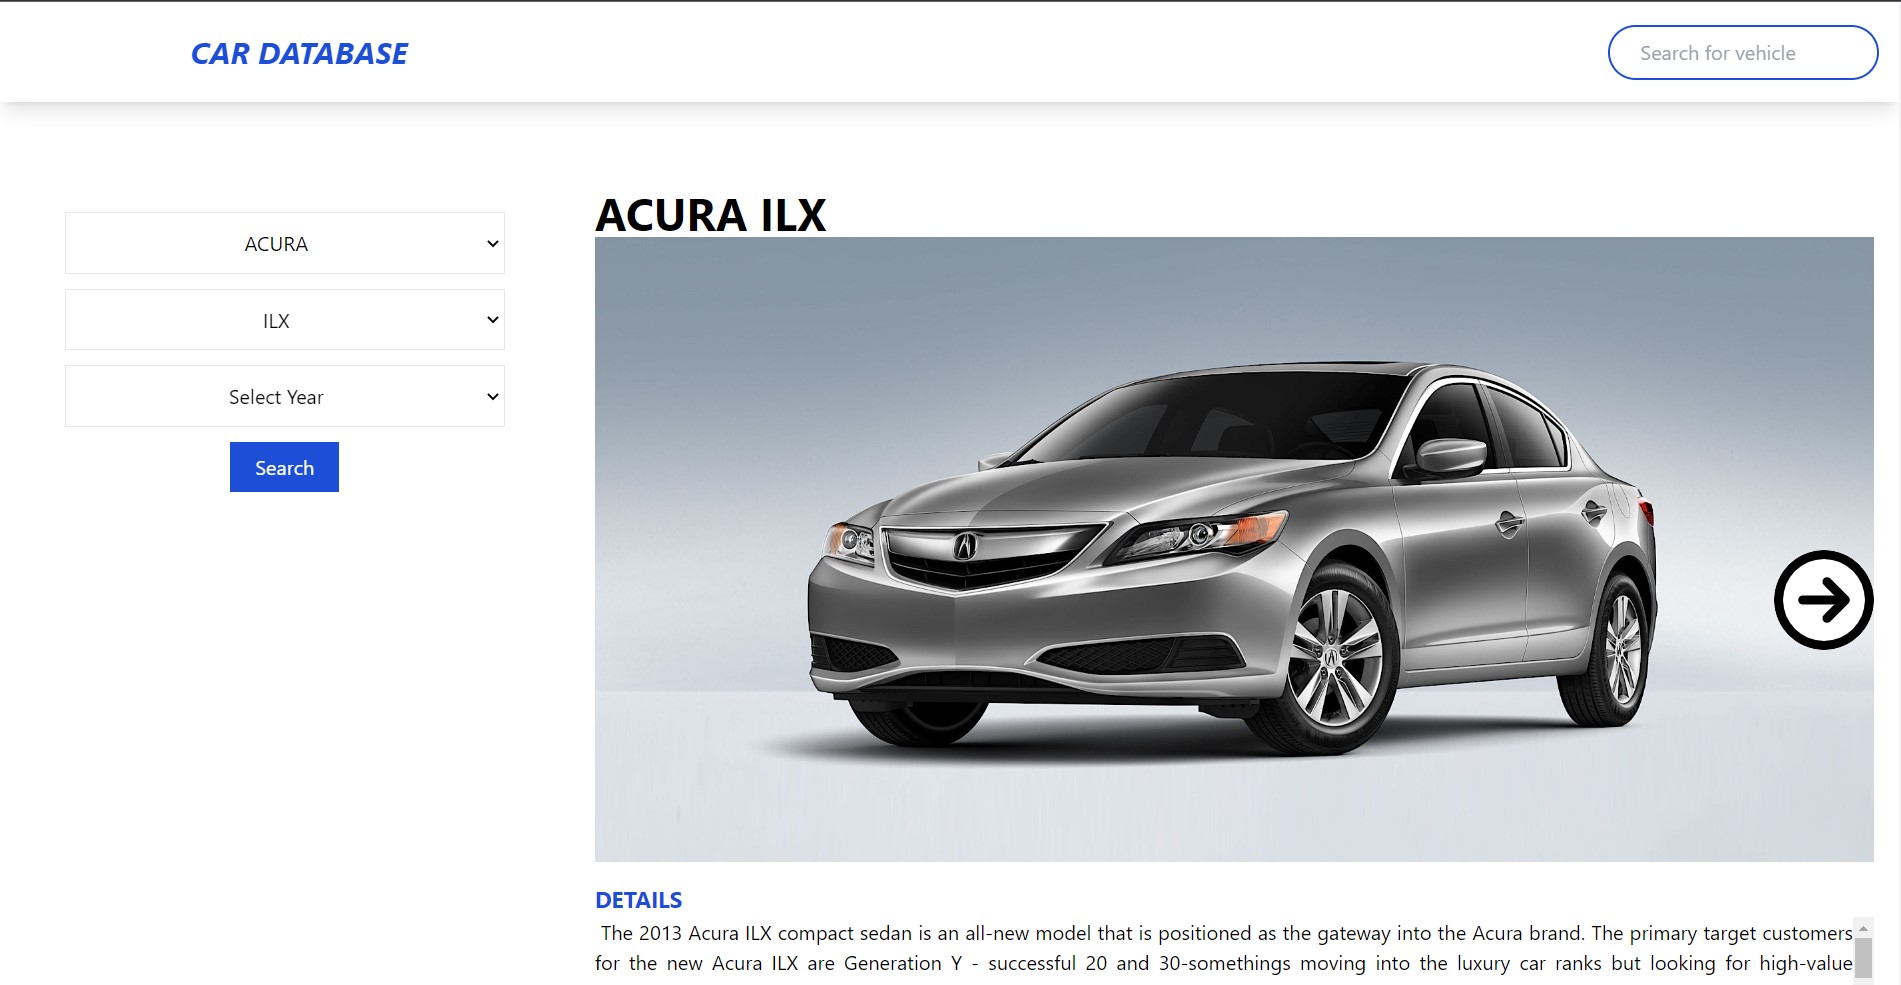 CAR DATABASE
Search for vehicle
ACURA
ILX
Select Year
Search
ACURA ILX
DETAILS
The 2013 Acura ILX compact sedan is an all-new model that is positioned as the gateway into the Acura brand. The primary target customers
for the new Acura ILX are Generation Y - successful 20 and 30-somethings moving into the luxury car ranks but looking for high-value